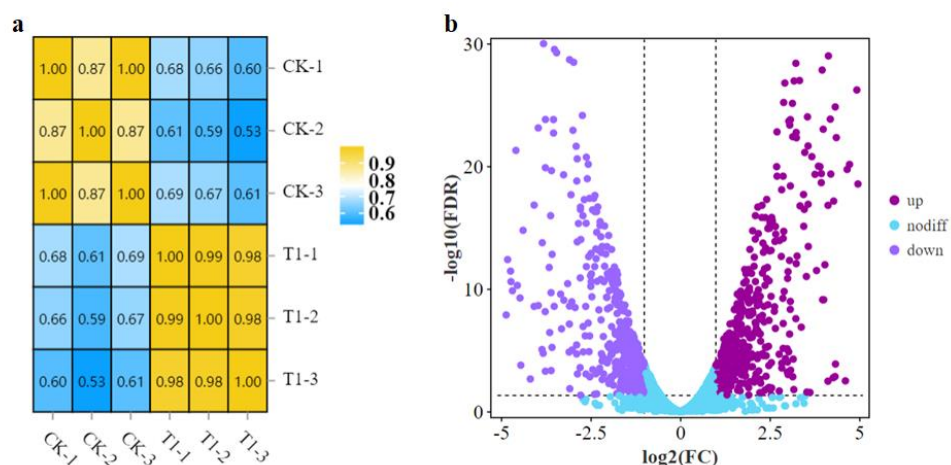 a
1.00 0.87 1.00 0.68 0.66 0.60 CK-1
0.87 1.00 0.87 0.61 0.59 0.53 CK-2
1.00 0.87 1.00 0.69 0.67 0.61 CK-3
0.68 0.61 0.69 1.00 0.99 0.98 T1-1
0.66 0.59 0.67 0.99 1.00 0.98 T1-2
0.60 0.53 0.61 0.98 0.98 1.00 T1-3
CK-1 CK-2 CK-3 T1-1 T1-2 T1-3
0.9
0.8
0.7
0.6
b
30
20
10
0
-log10(FDR)
-5 -2.5 0 2.5 5
log2(FC)
up
nodiff
down